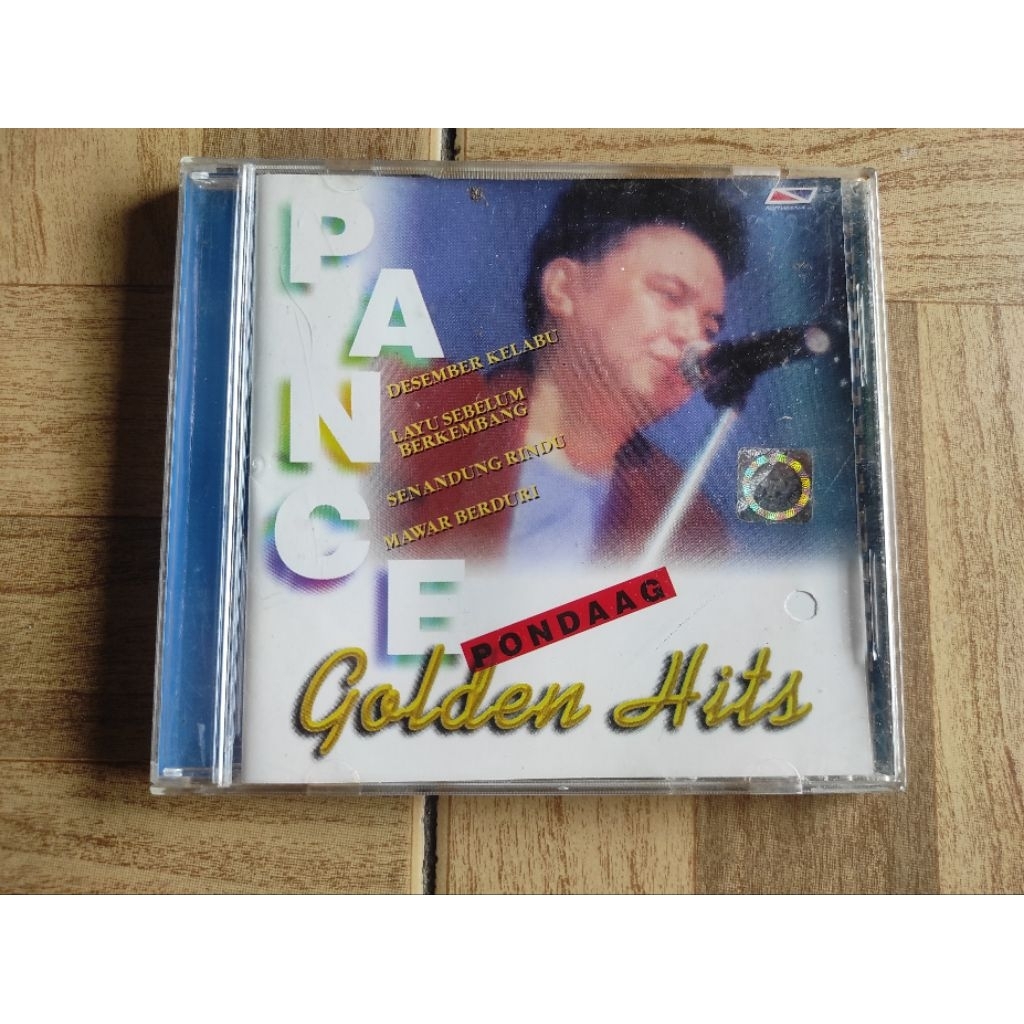 PANCE
DESEMBER KELABU
LAYU SEBELUM
BERKEMBANG
SENANDUNG RINDU
MAWAR BERDURI
PONDAAG
Golden Hits